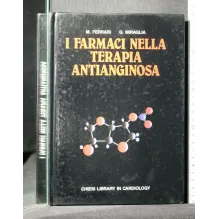 M. FERRARI G. MIRAGLIA
I FARMACI NELLA
TERAPIA
ANTIANGINOSA
CHIESI LIBRARY IN CARDIOLOGY